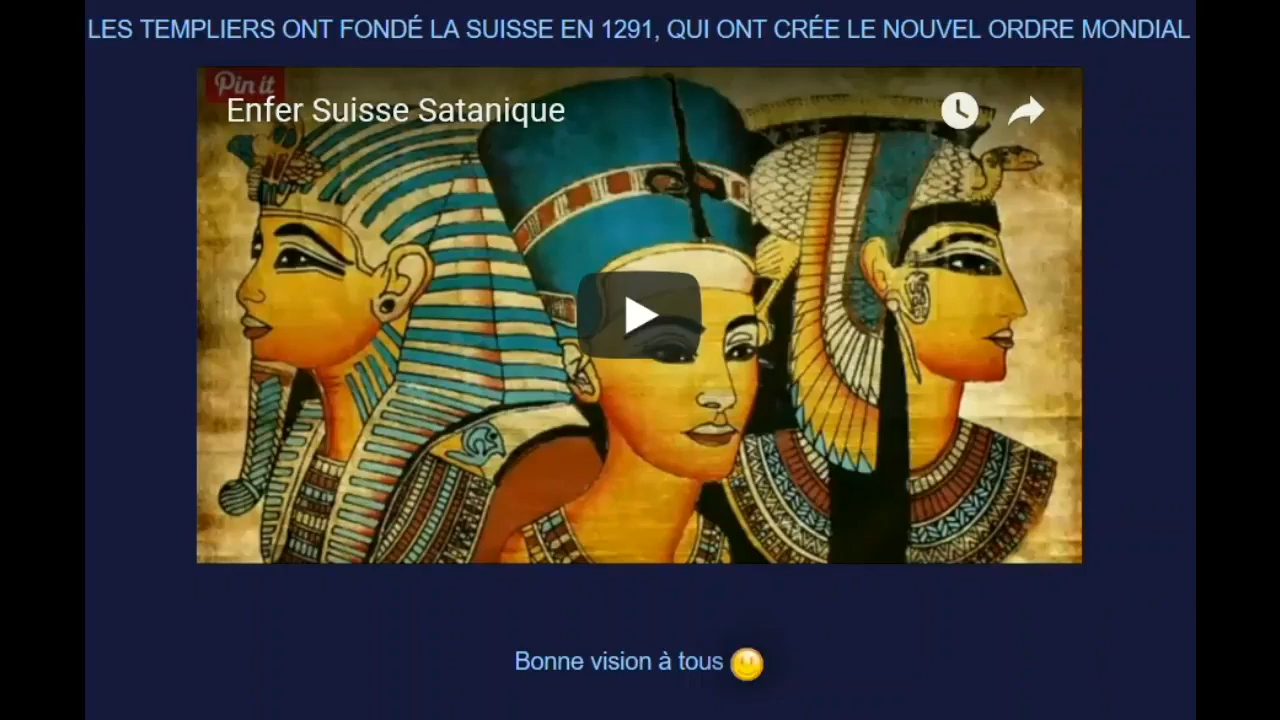 LES TEMPLIERS ONT FONDÉ LA SUISSE EN 1291, QUI ONT CRÉE LE NOUVEL ORDRE MONDIAL
Pin it
Enfer Suisse Satanique
Bonne vision à tous